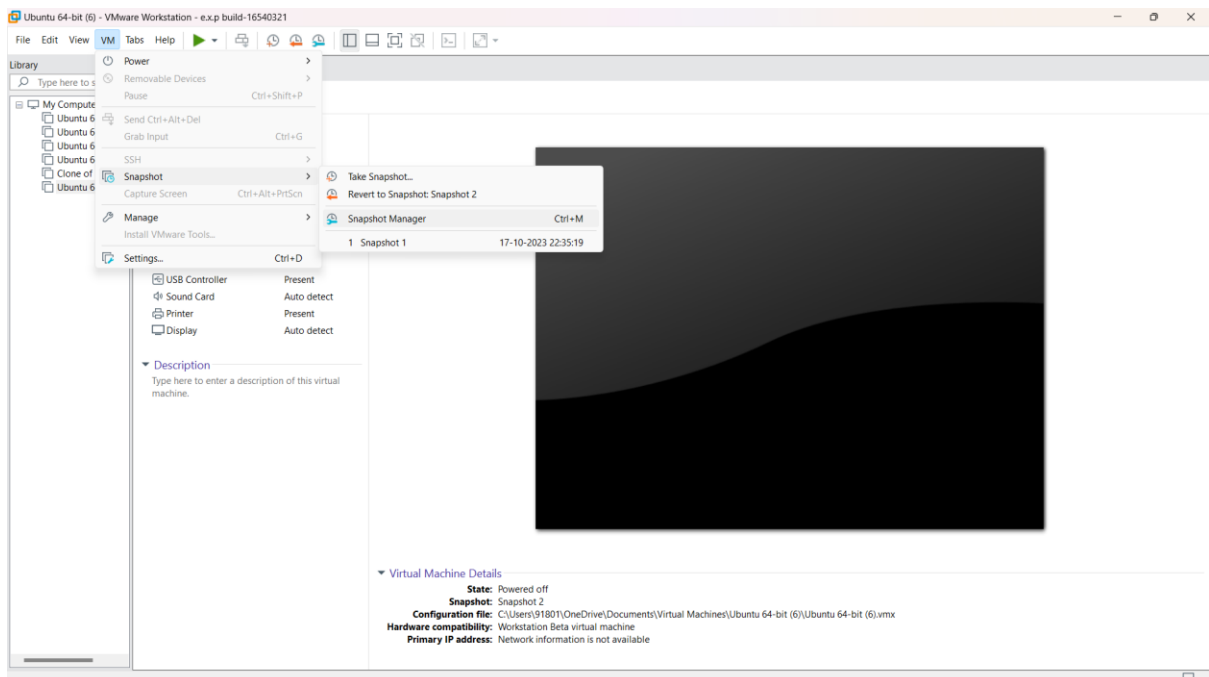 Ubuntu 64-bit (6) - VMware Workstation - e.x.p build-16540321
File Edit View VM Tabs Help
Library
Type here to s
My Compute
Ubuntu 6
Ubuntu 6
Ubuntu 6
Ubuntu 6
Clone of
Ubuntu 6
Power
Removable Devices
Pause Ctrl+Shift+P
Send Ctrl+Alt+Del
Grab Input Ctrl+G
SSH
Snapshot
Capture Screen Ctrl+Alt+PrtScn
Manage
Install VMware Tools...
Settings... Ctrl+D
Take Snapshot...
Revert to Snapshot: Snapshot 2
Snapshot Manager Ctrl+M
1 Snapshot 1 17-10-2023 22:35:19
USB Controller Present
Sound Card Auto detect
Printer Present
Display Auto detect
Description
Type here to enter a description of this virtual
machine.
Virtual Machine Details
State: Powered off
Snapshot: Snapshot 2
Configuration file: C:\Users\91801\OneDrive\Documents\Virtual Machines\Ubuntu 64-bit (6)\Ubuntu 64-bit (6).vmx
Hardware compatibility: Workstation Beta virtual machine
Primary IP address: Network information is not available